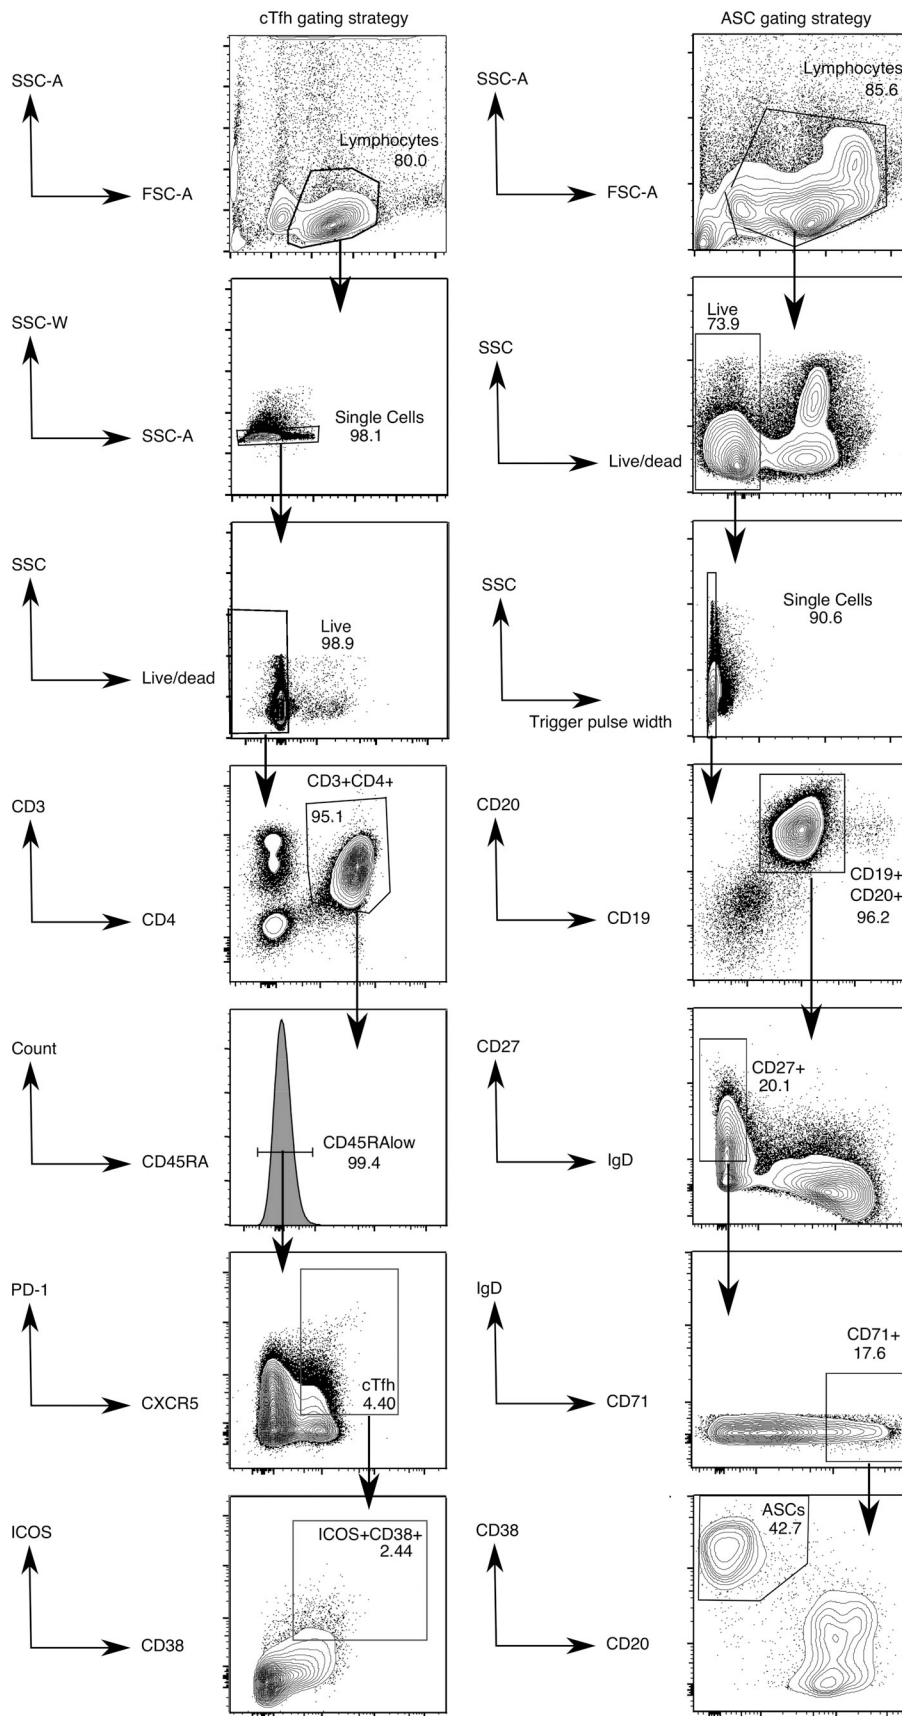 cTfh gating strategy
SSC-A
FSC-A
Lymphocytes
80.0
SSC-W
SSC-A
Single Cells
98.1
SSC
Live/dead
Live
98.9
CD3
CD4
CD3+CD4+
95.1
Count
CD45RA
CD45RAlow
99.4
PD-1
CXCR5
cTfh
4.40
ICOS
CD38
ICOS+CD38+
2.44
ASC gating strategy
SSC-A
FSC-A
Lymphocytes
85.6
SSC
Live/dead
Live
73.9
SSC
Trigger pulse width
Single Cells
90.6
CD20
CD19
CD19+
CD20+
96.2
CD27
IgD
CD27+
20.1
IgD
CD71
CD71+
17.6
CD38
CD20
ASCs
42.7